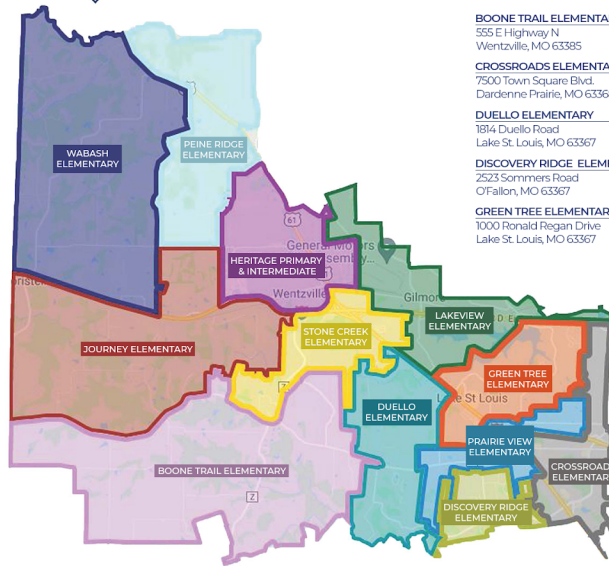 BOONE TRAIL ELEMENTA
555 E Highway N
Wentzville, MO 63385
CROSSROADS ELEMENTA
7500 Town Square Blvd.
Dardenne Prairie, MO 6336
DUELLO ELEMENTARY
1814 Duello Road
Lake St. Louis, MO 63367
DISCOVERY RIDGE ELEM
2523 Sommers Road
O'Fallon, MO 63367
GREEN TREE ELEMENTAR
1000 Ronald Regan Drive
Lake St. Louis, MO 63367
WABASH
ELEMENTARY
PEINE RIDGE
ELEMENTARY
61
General Motors
sembly...
HERITAGE PRIMARY
& INTERMEDIATE
Wentzville
Gilmor
LAKEVIEW
ELEMENTARY
STONE CREEK
ELEMENTARY
JOURNEY ELEMENTARY
GREEN TREE
ELEMENTARY
Z
Lake St Louis
DUELLO
ELEMENTARY
PRAIRIE VIEW
ELEMENTARY
BOONE TRAIL ELEMENTARY
CROSSROAD
ELEMENTAR
Z
DISCOVERY RIDGE
ELEMENTARY